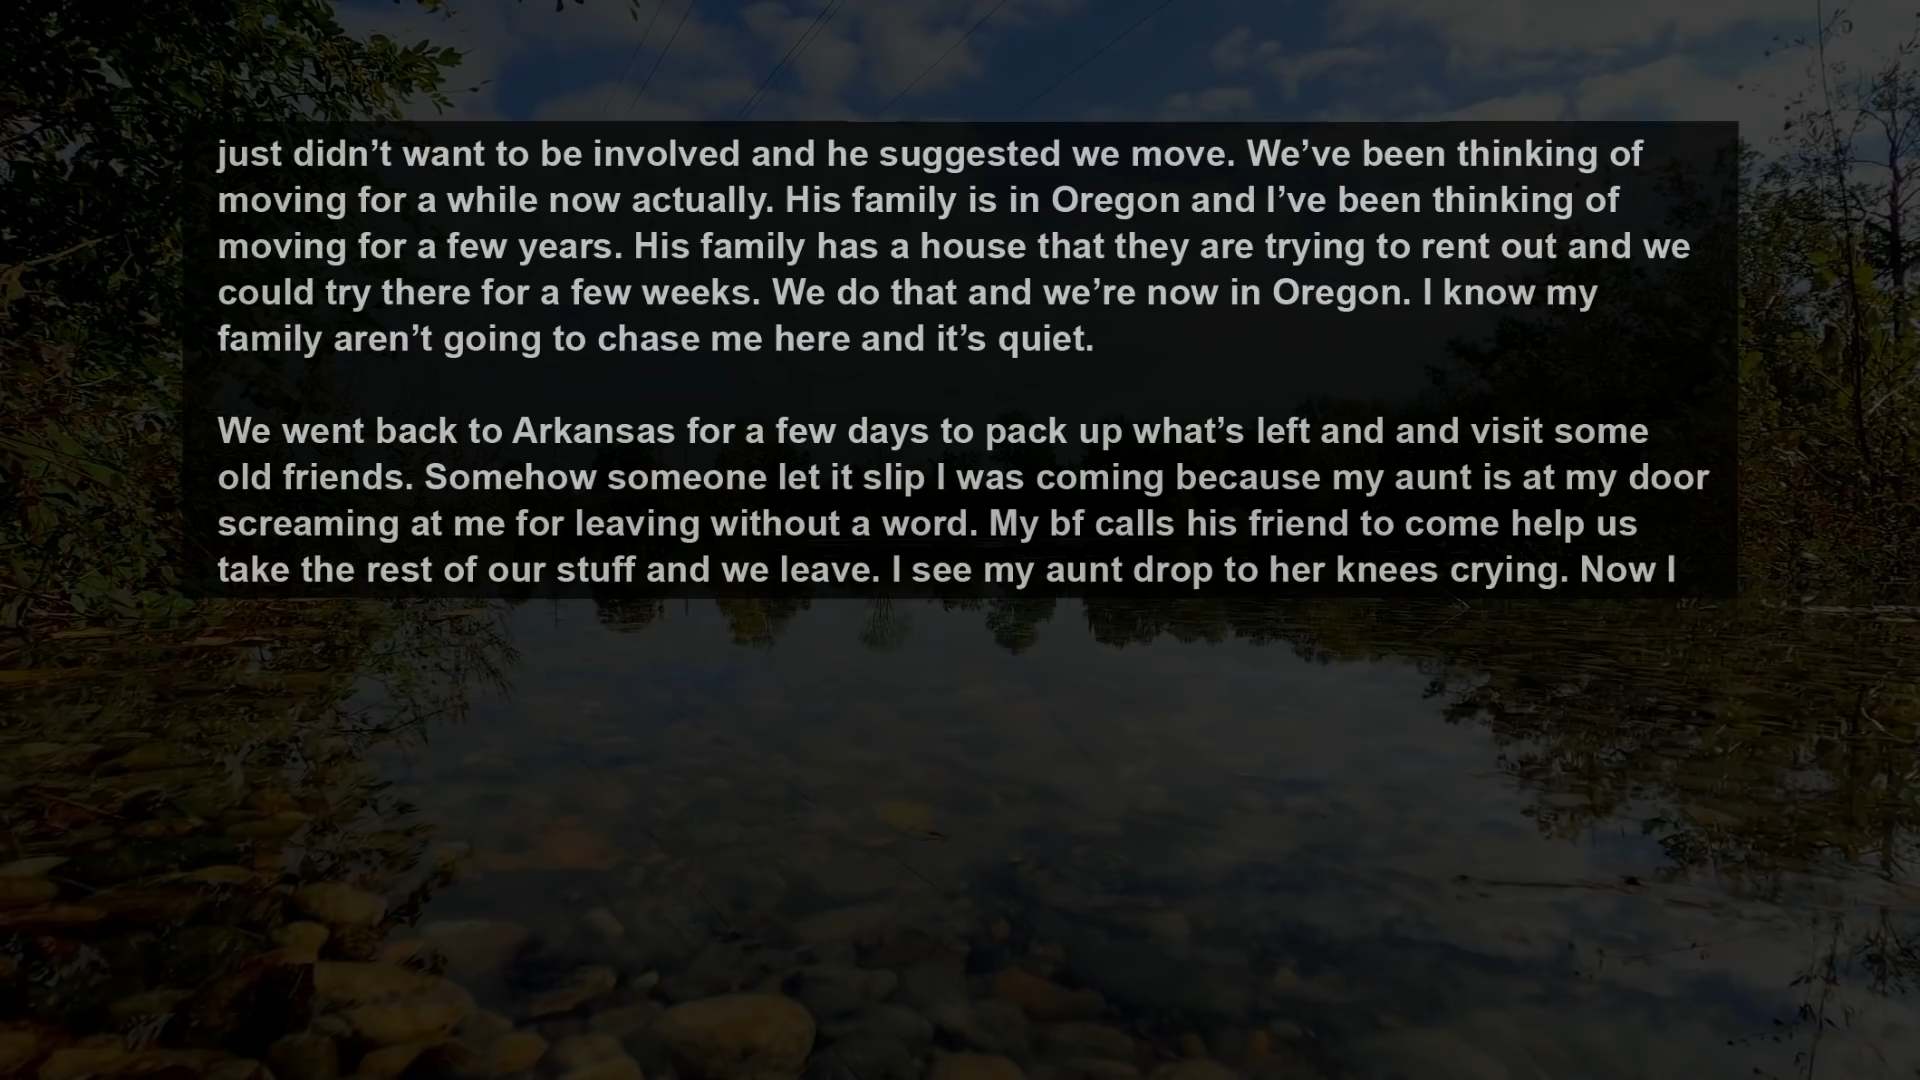 just didn’t want to be involved and he suggested we move. We’ve been thinking of
moving for a while now actually. His family is in Oregon and I’ve been thinking of
moving for a few years. His family has a house that they are trying to rent out and we
could try there for a few weeks. We do that and we’re now in Oregon. I know my
family aren’t going to chase me here and it’s quiet.
We went back to Arkansas for a few days to pack up what’s left and and visit some
old friends. Somehow someone let it slip I was coming because my aunt is at my door
screaming at me for leaving without a word. My bf calls his friend to come help us
take the rest of our stuff and we leave. I see my aunt drop to her knees crying. Now I